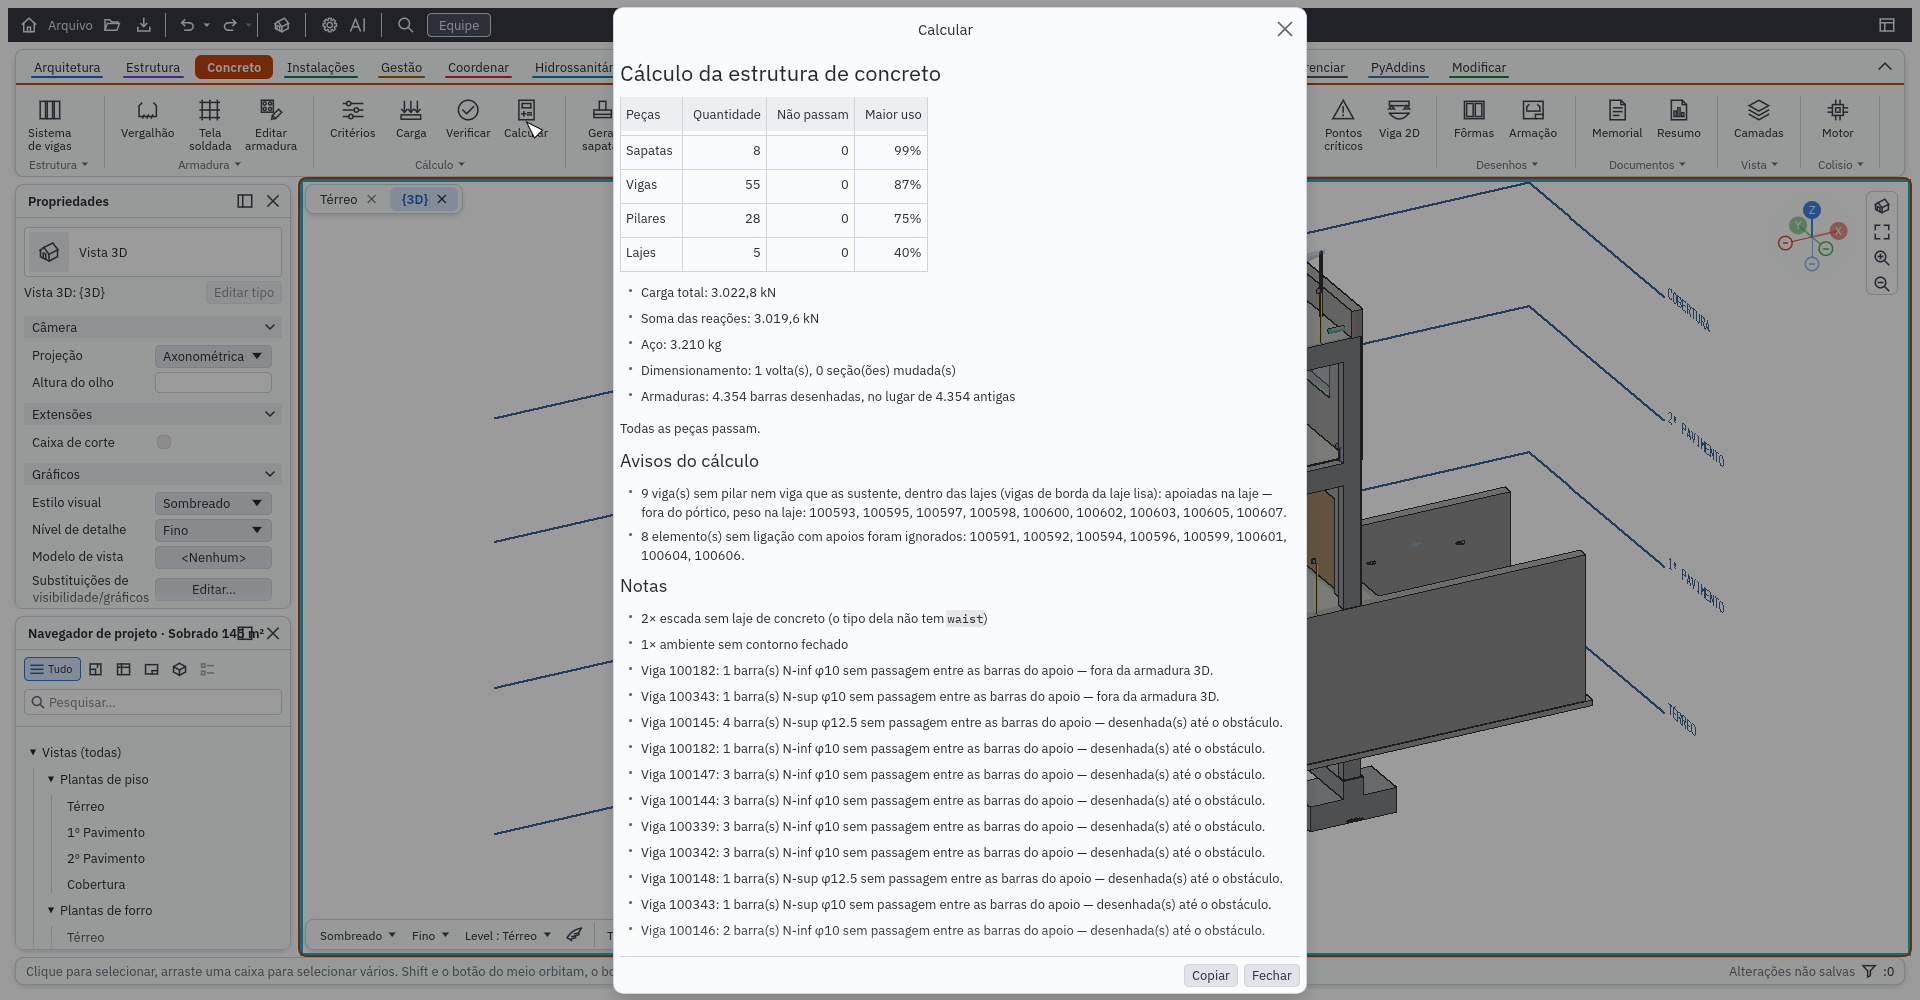 Arquivo
Equipe
Calcular
Arquitetura
Estrutura
Concreto
Instalações
Gestão
Coordenar
PyAddins
Modificar
Sistema de vigas
Vergalhão
Tela soldada
Editar armadura
Critérios
Carga
Verificar
Calcular
Pontos críticos
Viga 2D
Fôrmas
Armação
Memorial
Resumo
Camadas
Motor
Estrutura
Armadura
Cálculo
Desenhos
Documentos
Vista
Colisio
Propriedades
Vista 3D
Vista 3D: {3D}
Editar tipo
Câmera
Projeção
Axonométrica
Altura do olho
Extensões
Caixa de corte
Gráficos
Estilo visual
Sombreado
Nível de detalhe
Fino
Modelo de vista
<Nenhum>
Substituições de visibilidade/gráficos
Editar...
Navegador de projeto · Sobrado
Tudo
Pesquisar...
Vistas (todas)
Plantas de piso
Térreo
1º Pavimento
2º Pavimento
Cobertura
Plantas de forro
Térreo
Térreo
{3D}
Cálculo da estrutura de concreto
Peças Quantidade Não passam Maior uso
Sapatas 8 0 99%
Vigas 55 0 87%
Pilares 28 0 75%
Lajes 5 0 40%
Carga total: 3.022,8 kN
Soma das reações: 3.019,6 kN
Aço: 3.210 kg
Dimensionamento: 1 volta(s), 0 seção(ões) mudada(s)
Armaduras: 4.354 barras desenhadas, no lugar de 4.354 antigas
Todas as peças passam.
Avisos do cálculo
9 viga(s) sem pilar nem viga que as sustente, dentro das lajes (vigas de borda da laje lisa): apoiadas na laje —
fora do pórtico, peso na laje: 100593, 100595, 100597, 100598, 100600, 100602, 100603, 100605, 100607.
8 elemento(s) sem ligação com apoios foram ignorados: 100591, 100592, 100594, 100596, 100599, 100601,
100604, 100606.
Notas
2× escada sem laje de concreto (o tipo dela não tem waist)
1× ambiente sem contorno fechado
Viga 100182: 1 barra(s) N-inf φ10 sem passagem entre as barras do apoio — fora da armadura 3D.
Viga 100343: 1 barra(s) N-sup φ10 sem passagem entre as barras do apoio — fora da armadura 3D.
Viga 100145: 4 barra(s) N-sup φ12.5 sem passagem entre as barras do apoio — desenhada(s) até o obstáculo.
Viga 100182: 1 barra(s) N-inf φ10 sem passagem entre as barras do apoio — desenhada(s) até o obstáculo.
Viga 100147: 3 barra(s) N-inf φ10 sem passagem entre as barras do apoio — desenhada(s) até o obstáculo.
Viga 100144: 3 barra(s) N-inf φ10 sem passagem entre as barras do apoio — desenhada(s) até o obstáculo.
Viga 100339: 3 barra(s) N-inf φ10 sem passagem entre as barras do apoio — desenhada(s) até o obstáculo.
Viga 100342: 3 barra(s) N-inf φ10 sem passagem entre as barras do apoio — desenhada(s) até o obstáculo.
Viga 100148: 1 barra(s) N-sup φ12.5 sem passagem entre as barras do apoio — desenhada(s) até o obstáculo.
Viga 100343: 1 barra(s) N-sup φ10 sem passagem entre as barras do apoio — desenhada(s) até o obstáculo.
Viga 100146: 2 barra(s) N-inf φ10 sem passagem entre as barras do apoio — desenhada(s) até o obstáculo.
Copiar
Fechar
Z
Y
X
COBERTURA
2º PAVIMENTO
1º PAVIMENTO
TÉRREO
Sombreado
Fino
Level : Térreo
Clique para selecionar, arraste uma caixa para selecionar vários. Shift e o botão do meio orbitam, o
Alterações não salvas
:0